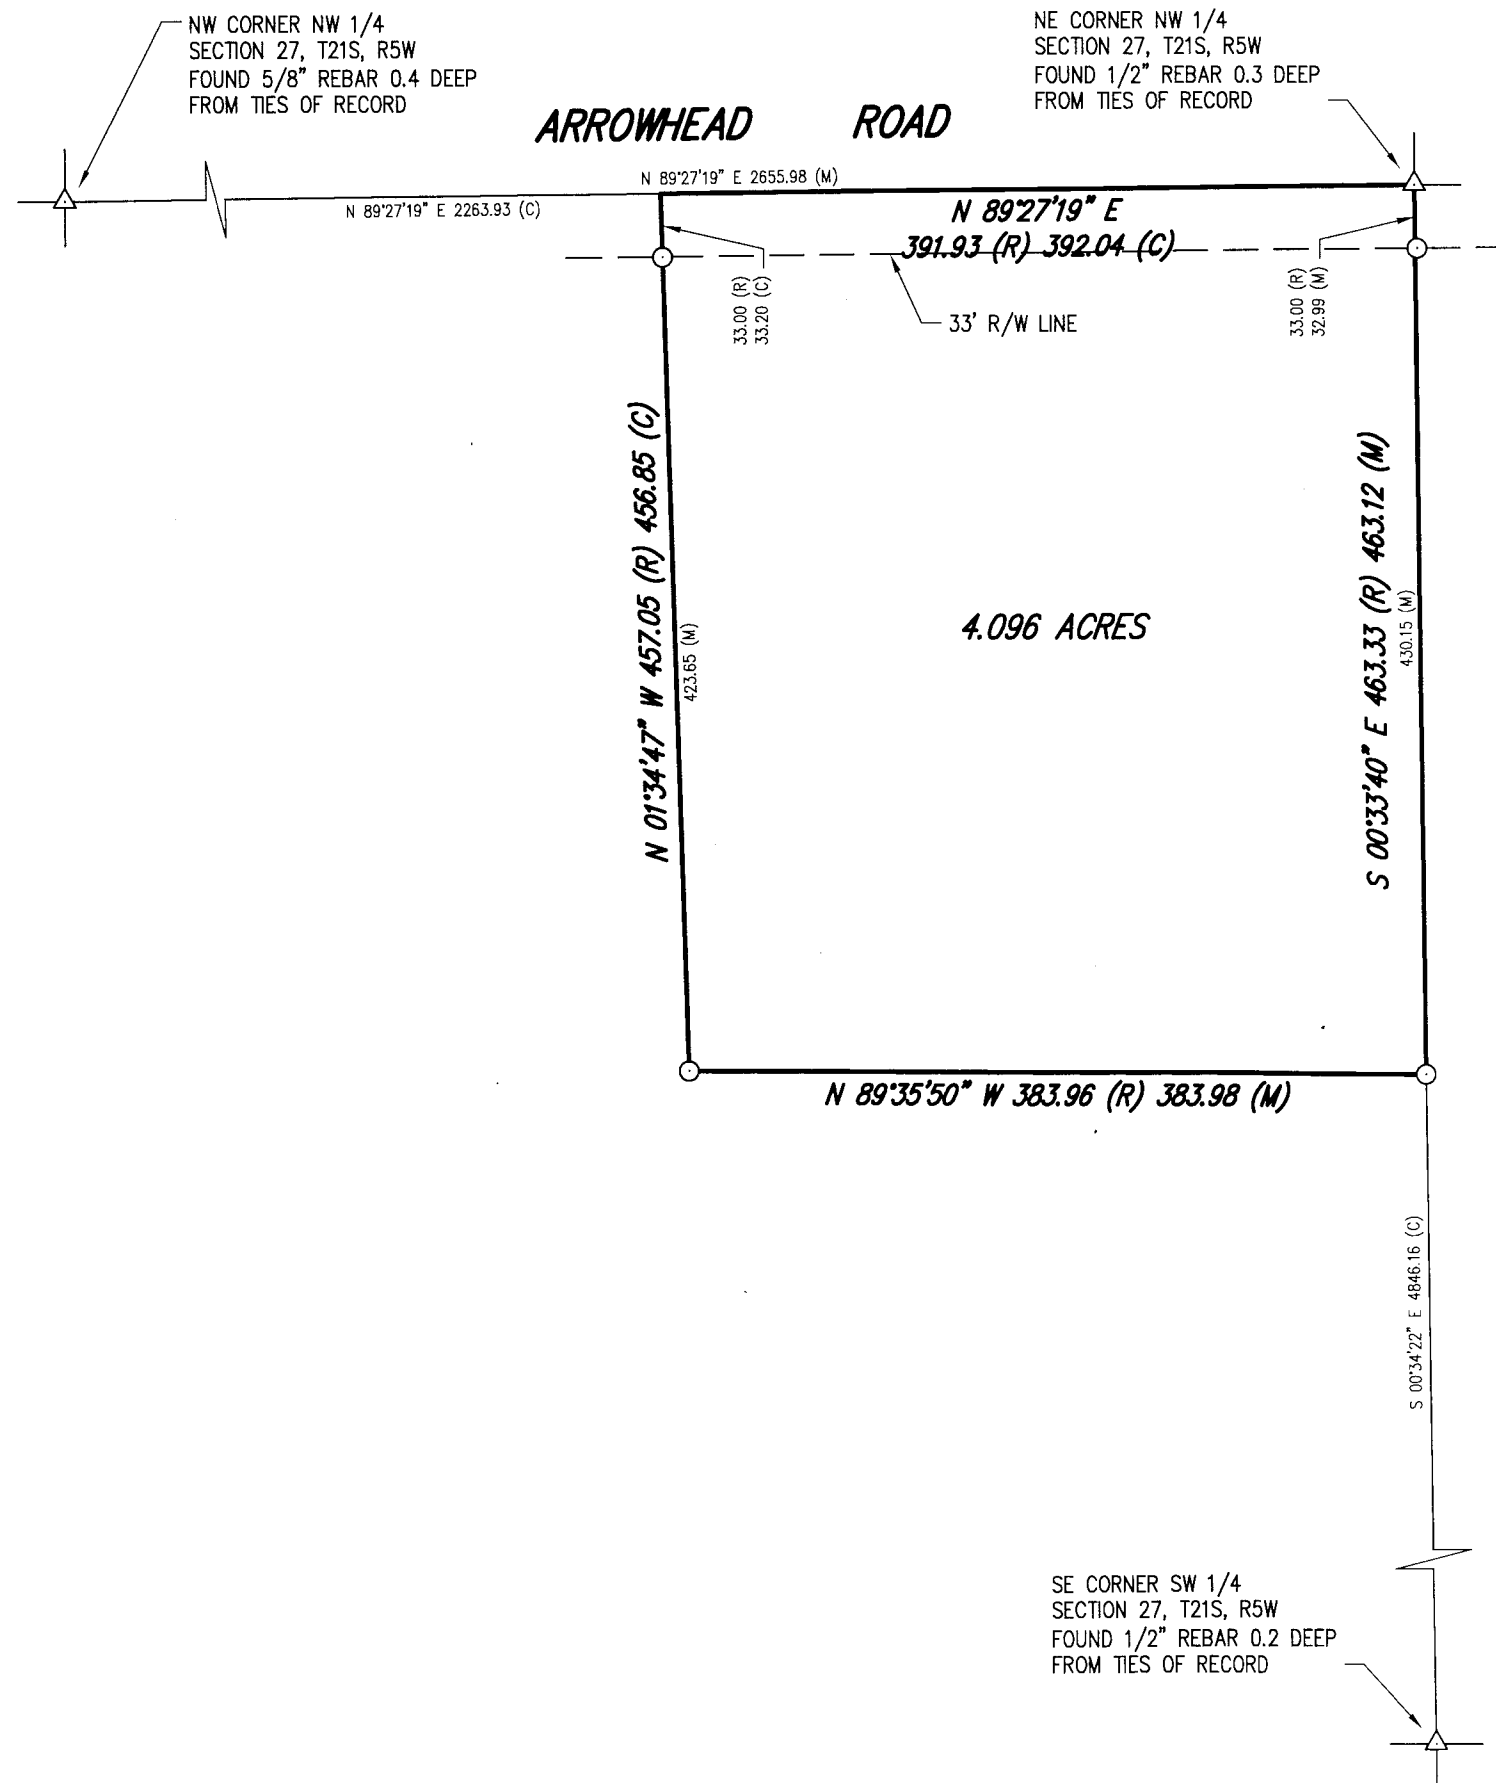 NW CORNER NW 1/4
SECTION 27, T21S, R5W
FOUND 5/8" REBAR 0.4 DEEP
FROM TIES OF RECORD
NE CORNER NW 1/4
SECTION 27, T21S, R5W
FOUND 1/2" REBAR 0.3 DEEP
FROM TIES OF RECORD
ARROWHEAD ROAD
N 89°27'19" E 2655.98 (M)
N 89°27'19" E 2263.93 (C)
N 89°27'19" E
391.93 (R) 392.04 (C)
33.00 (R)
33.20 (C)
33.00 (R)
32.99 (M)
33' R/W LINE
N 01°34'47" W 457.05 (R) 456.85 (C)
423.65 (M)
4.096 ACRES
S 00°33'40" E 463.33 (R) 463.12 (M)
430.15 (M)
N 89°35'50" W 383.96 (R) 383.98 (M)
S 00°34'22" E 4846.16 (C)
SE CORNER SW 1/4
SECTION 27, T21S, R5W
FOUND 1/2" REBAR 0.2 DEEP
FROM TIES OF RECORD